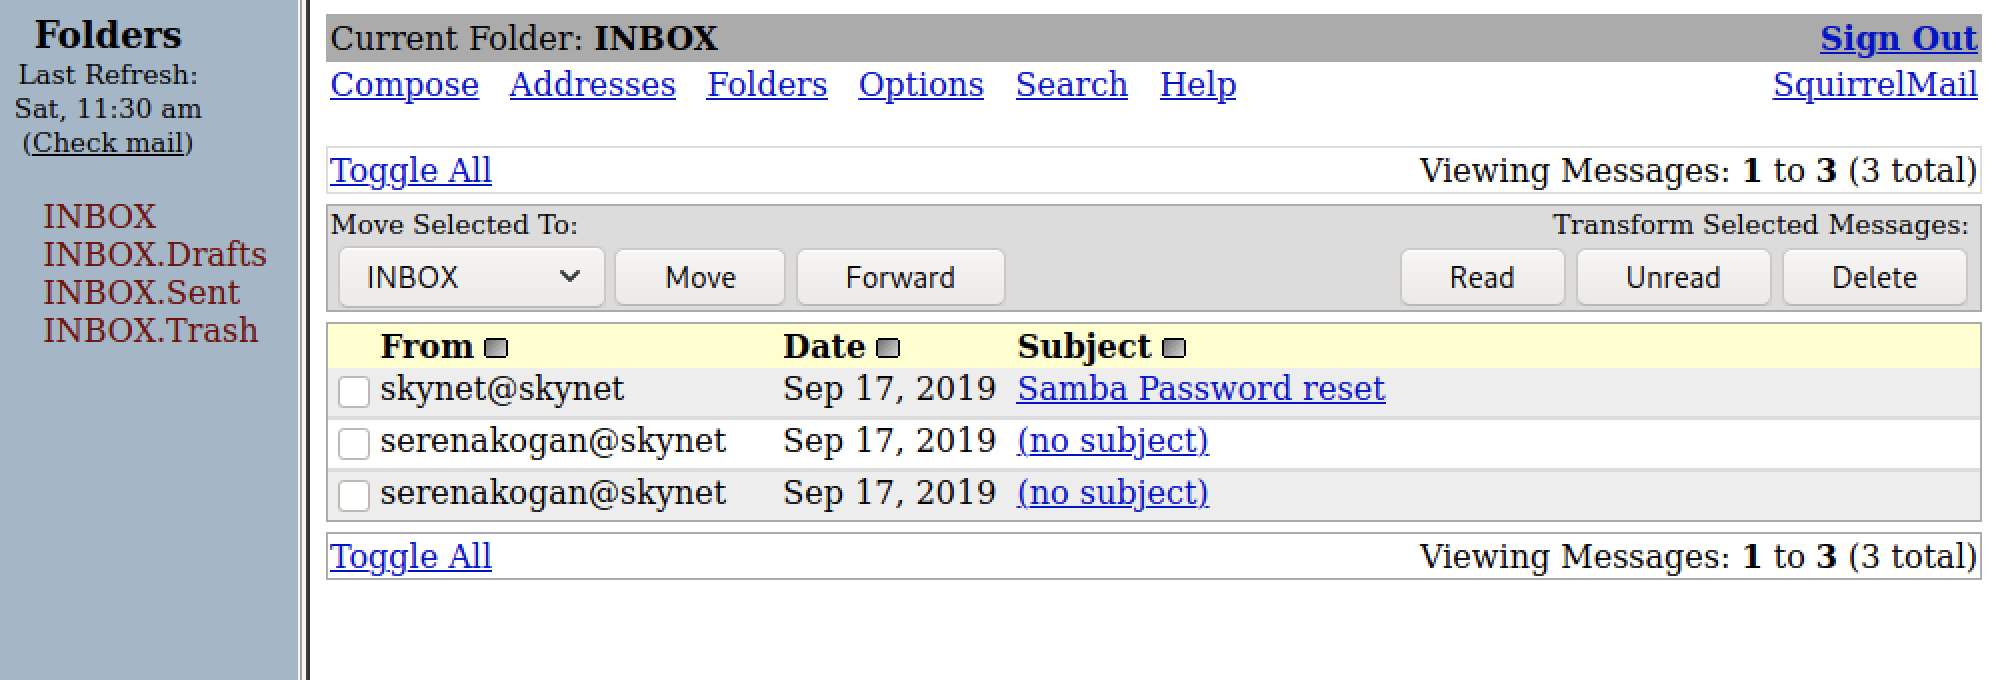 Folders
Last Refresh:
Sat, 11:30 am
(Check mail)
INBOX
INBOX.Drafts
INBOX.Sent
INBOX.Trash
Current Folder: INBOX Sign Out
Compose Addresses Folders Options Search Help SquirrelMail
Toggle All Viewing Messages: 1 to 3 (3 total)
Move Selected To: Transform Selected Messages:
INBOX Move Forward Read Unread Delete
From Date Subject
skynet@skynet Sep 17, 2019 Samba Password reset
serenakogan@skynet Sep 17, 2019 (no subject)
serenakogan@skynet Sep 17, 2019 (no subject)
Toggle All Viewing Messages: 1 to 3 (3 total)